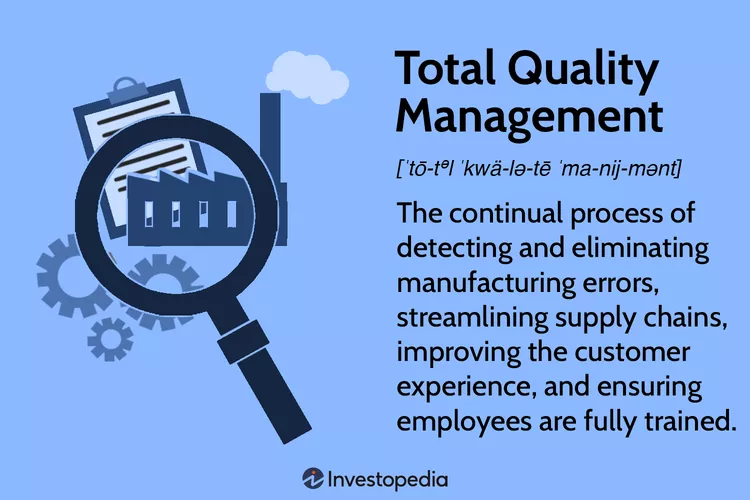 Total Quality
Management
[ˈtō-tᵊl ˈkwä-lə-tē ˈma-nij-mənt]
The continual process of
detecting and eliminating
manufacturing errors,
streamlining supply chains,
improving the customer
experience, and ensuring
employees are fully trained.
Investopedia